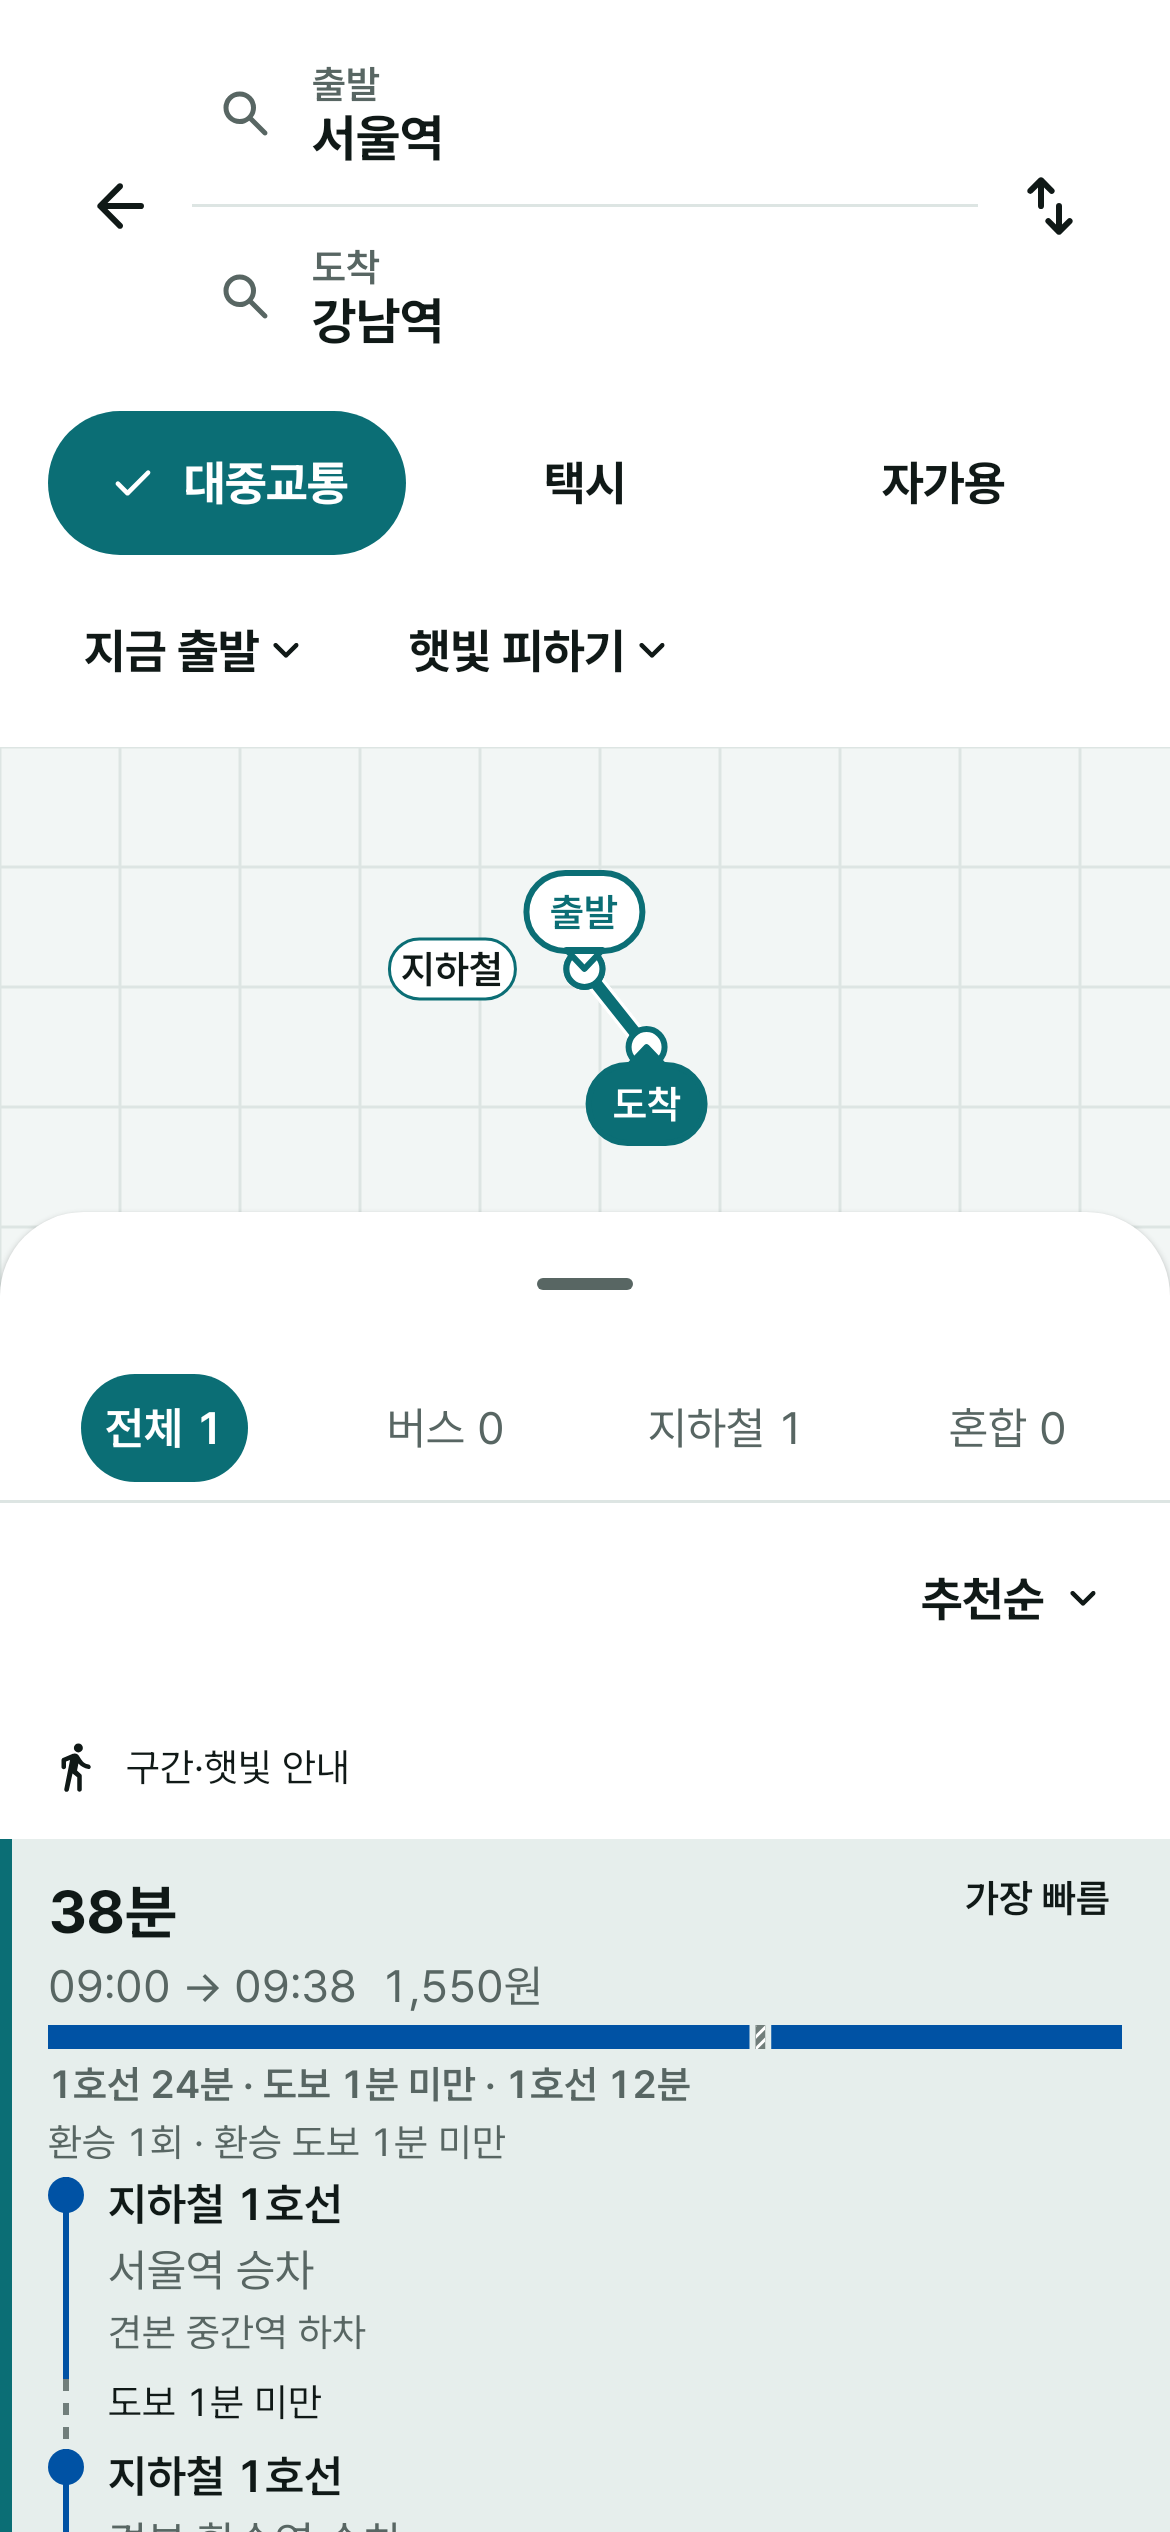 출발
서울역
도착
강남역
대중교통 택시 자가용
지금 출발 햇빛 피하기
출발
지하철
도착
전체 1 버스 0 지하철 1 혼합 0
추천순
구간·햇빛 안내
38분 가장 빠름
09:00 → 09:38 1,550원
1호선 24분 · 도보 1분 미만 · 1호선 12분
환승 1회 · 환승 도보 1분 미만
지하철 1호선
서울역 승차
견본 중간역 하차
도보 1분 미만
지하철 1호선